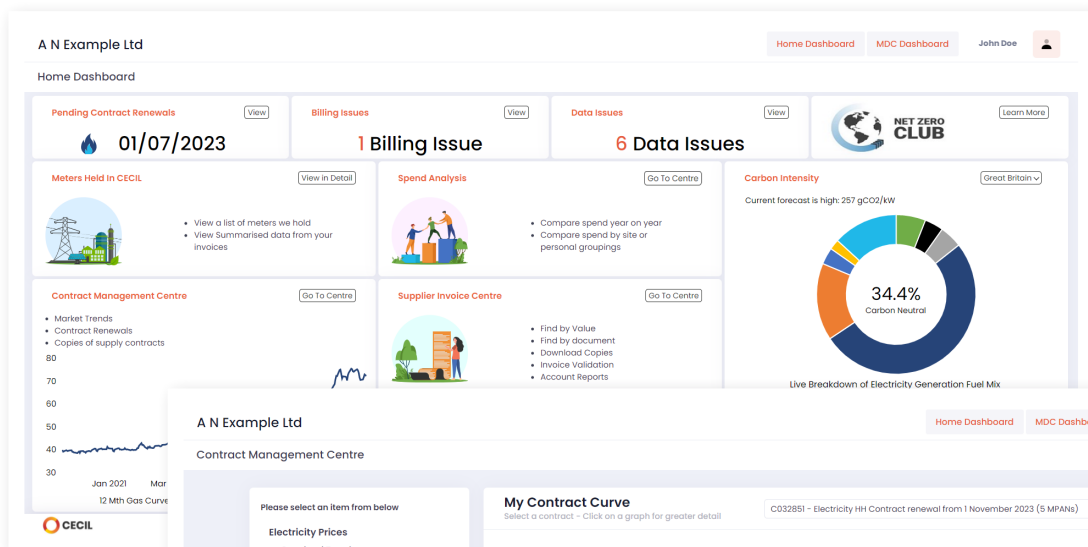 A N Example Ltd
Home Dashboard
MDC Dashboard
John Doe
Home Dashboard
Pending Contract Renewals
View
01/07/2023
Billing Issues
View
1 Billing Issue
Data Issues
View
6 Data Issues
NET ZERO
CLUB
Learn More
Meters Held In CECIL
View in Detail
View a list of meters we hold
View Summarised data from your
invoices
Spend Analysis
Go To Centre
Compare spend year on year
Compare spend by site or
personal groupings
Carbon Intensity
Great Britain
Current forecast is high: 257 gCO2/kW
34.4%
Carbon Neutral
Live Breakdown of Electricity Generation Fuel Mix
Contract Management Centre
Go To Centre
Market Trends
Contract Renewals
Copies of supply contracts
80
70
60
50
40
30
Jan 2021
Mar
12 Mth Gas Curve
Supplier Invoice Centre
Go To Centre
Find by Value
Find by document
Download Copies
Invoice Validation
Account Reports
CECIL
A N Example Ltd
Home Dashboard
MDC Dashb
Contract Management Centre
Please select an item from below
Electricity Prices
My Contract Curve
Select a contract - Click on a graph for greater detail
C032851 - Electricity HH Contract renewal from 1 November 2023 (5 MPANs)